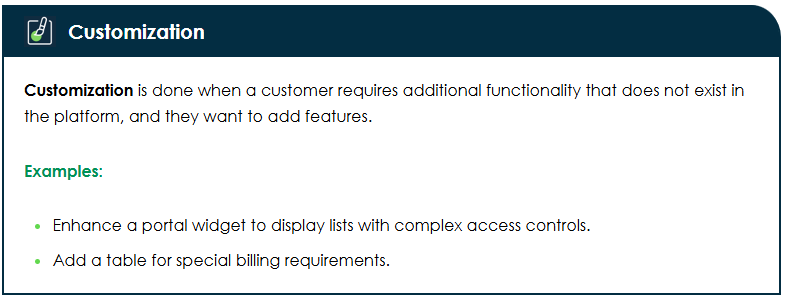 Customization
Customization is done when a customer requires additional functionality that does not exist in
the platform, and they want to add features.
Examples:
• Enhance a portal widget to display lists with complex access controls.
• Add a table for special billing requirements.